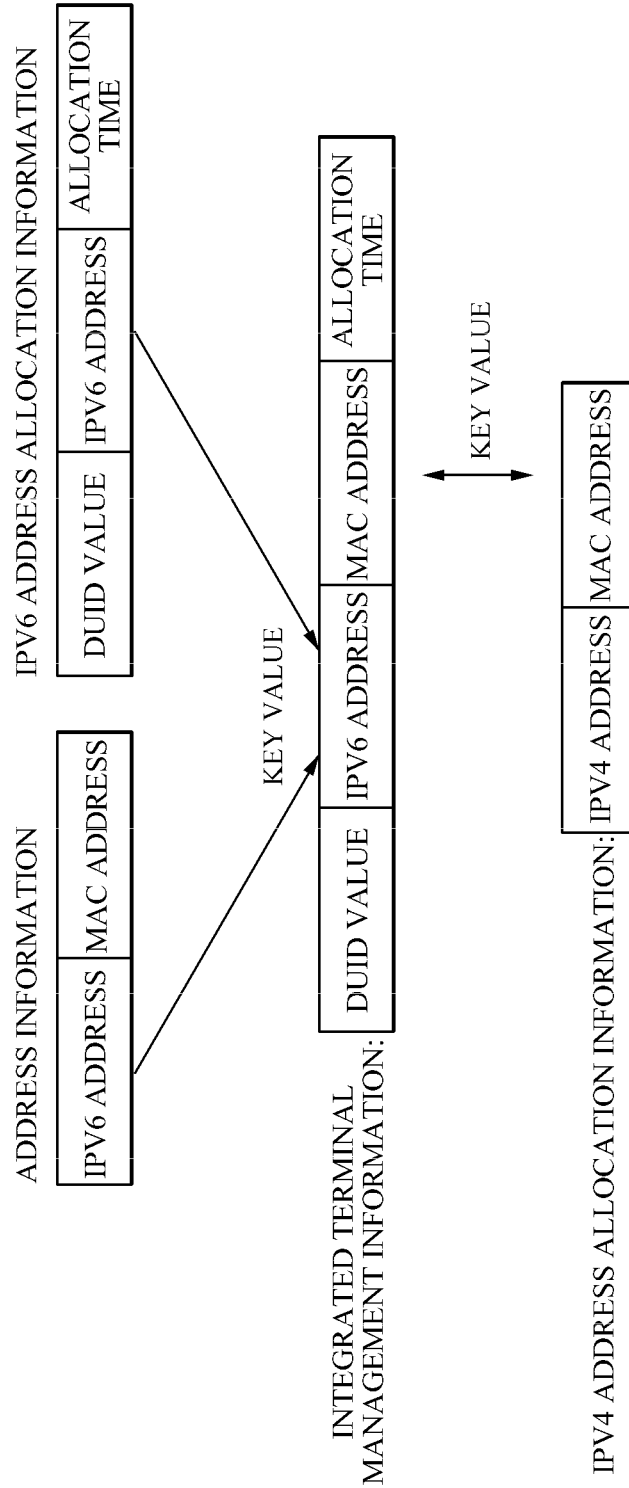 ADDRESS INFORMATION
IPV6 ADDRESS MAC ADDRESS
IPV6 ADDRESS ALLOCATION INFORMATION
DUID VALUE IPV6 ADDRESS ALLOCATION
TIME
KEY VALUE
INTEGRATED TERMINAL
MANAGEMENT INFORMATION:
DUID VALUE IPV6 ADDRESS MAC ADDRESS ALLOCATION
TIME
KEY VALUE
IPV4 ADDRESS ALLOCATION INFORMATION:
IPV4 ADDRESS MAC ADDRESS